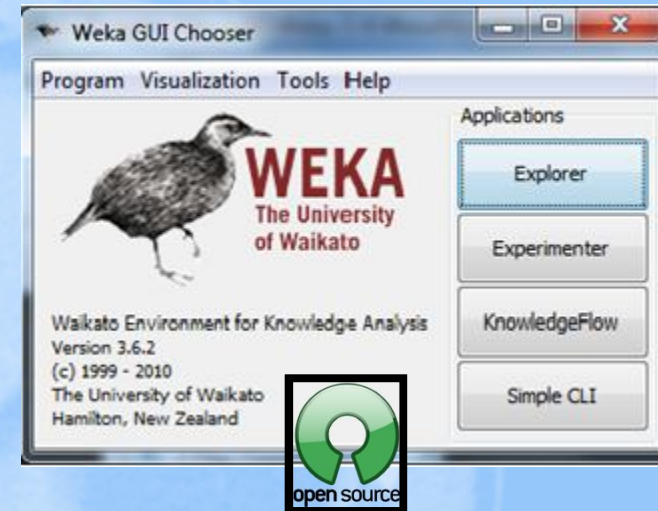 Weka GUI Chooser
Program Visualization Tools Help
WEKA
The University
of Waikato
Waikato Environment for Knowledge Analysis
Version 3.6.2
(c) 1999 - 2010
The University of Waikato
Hamilton, New Zealand
Applications
Explorer
Experimenter
KnowledgeFlow
Simple CLI
open source